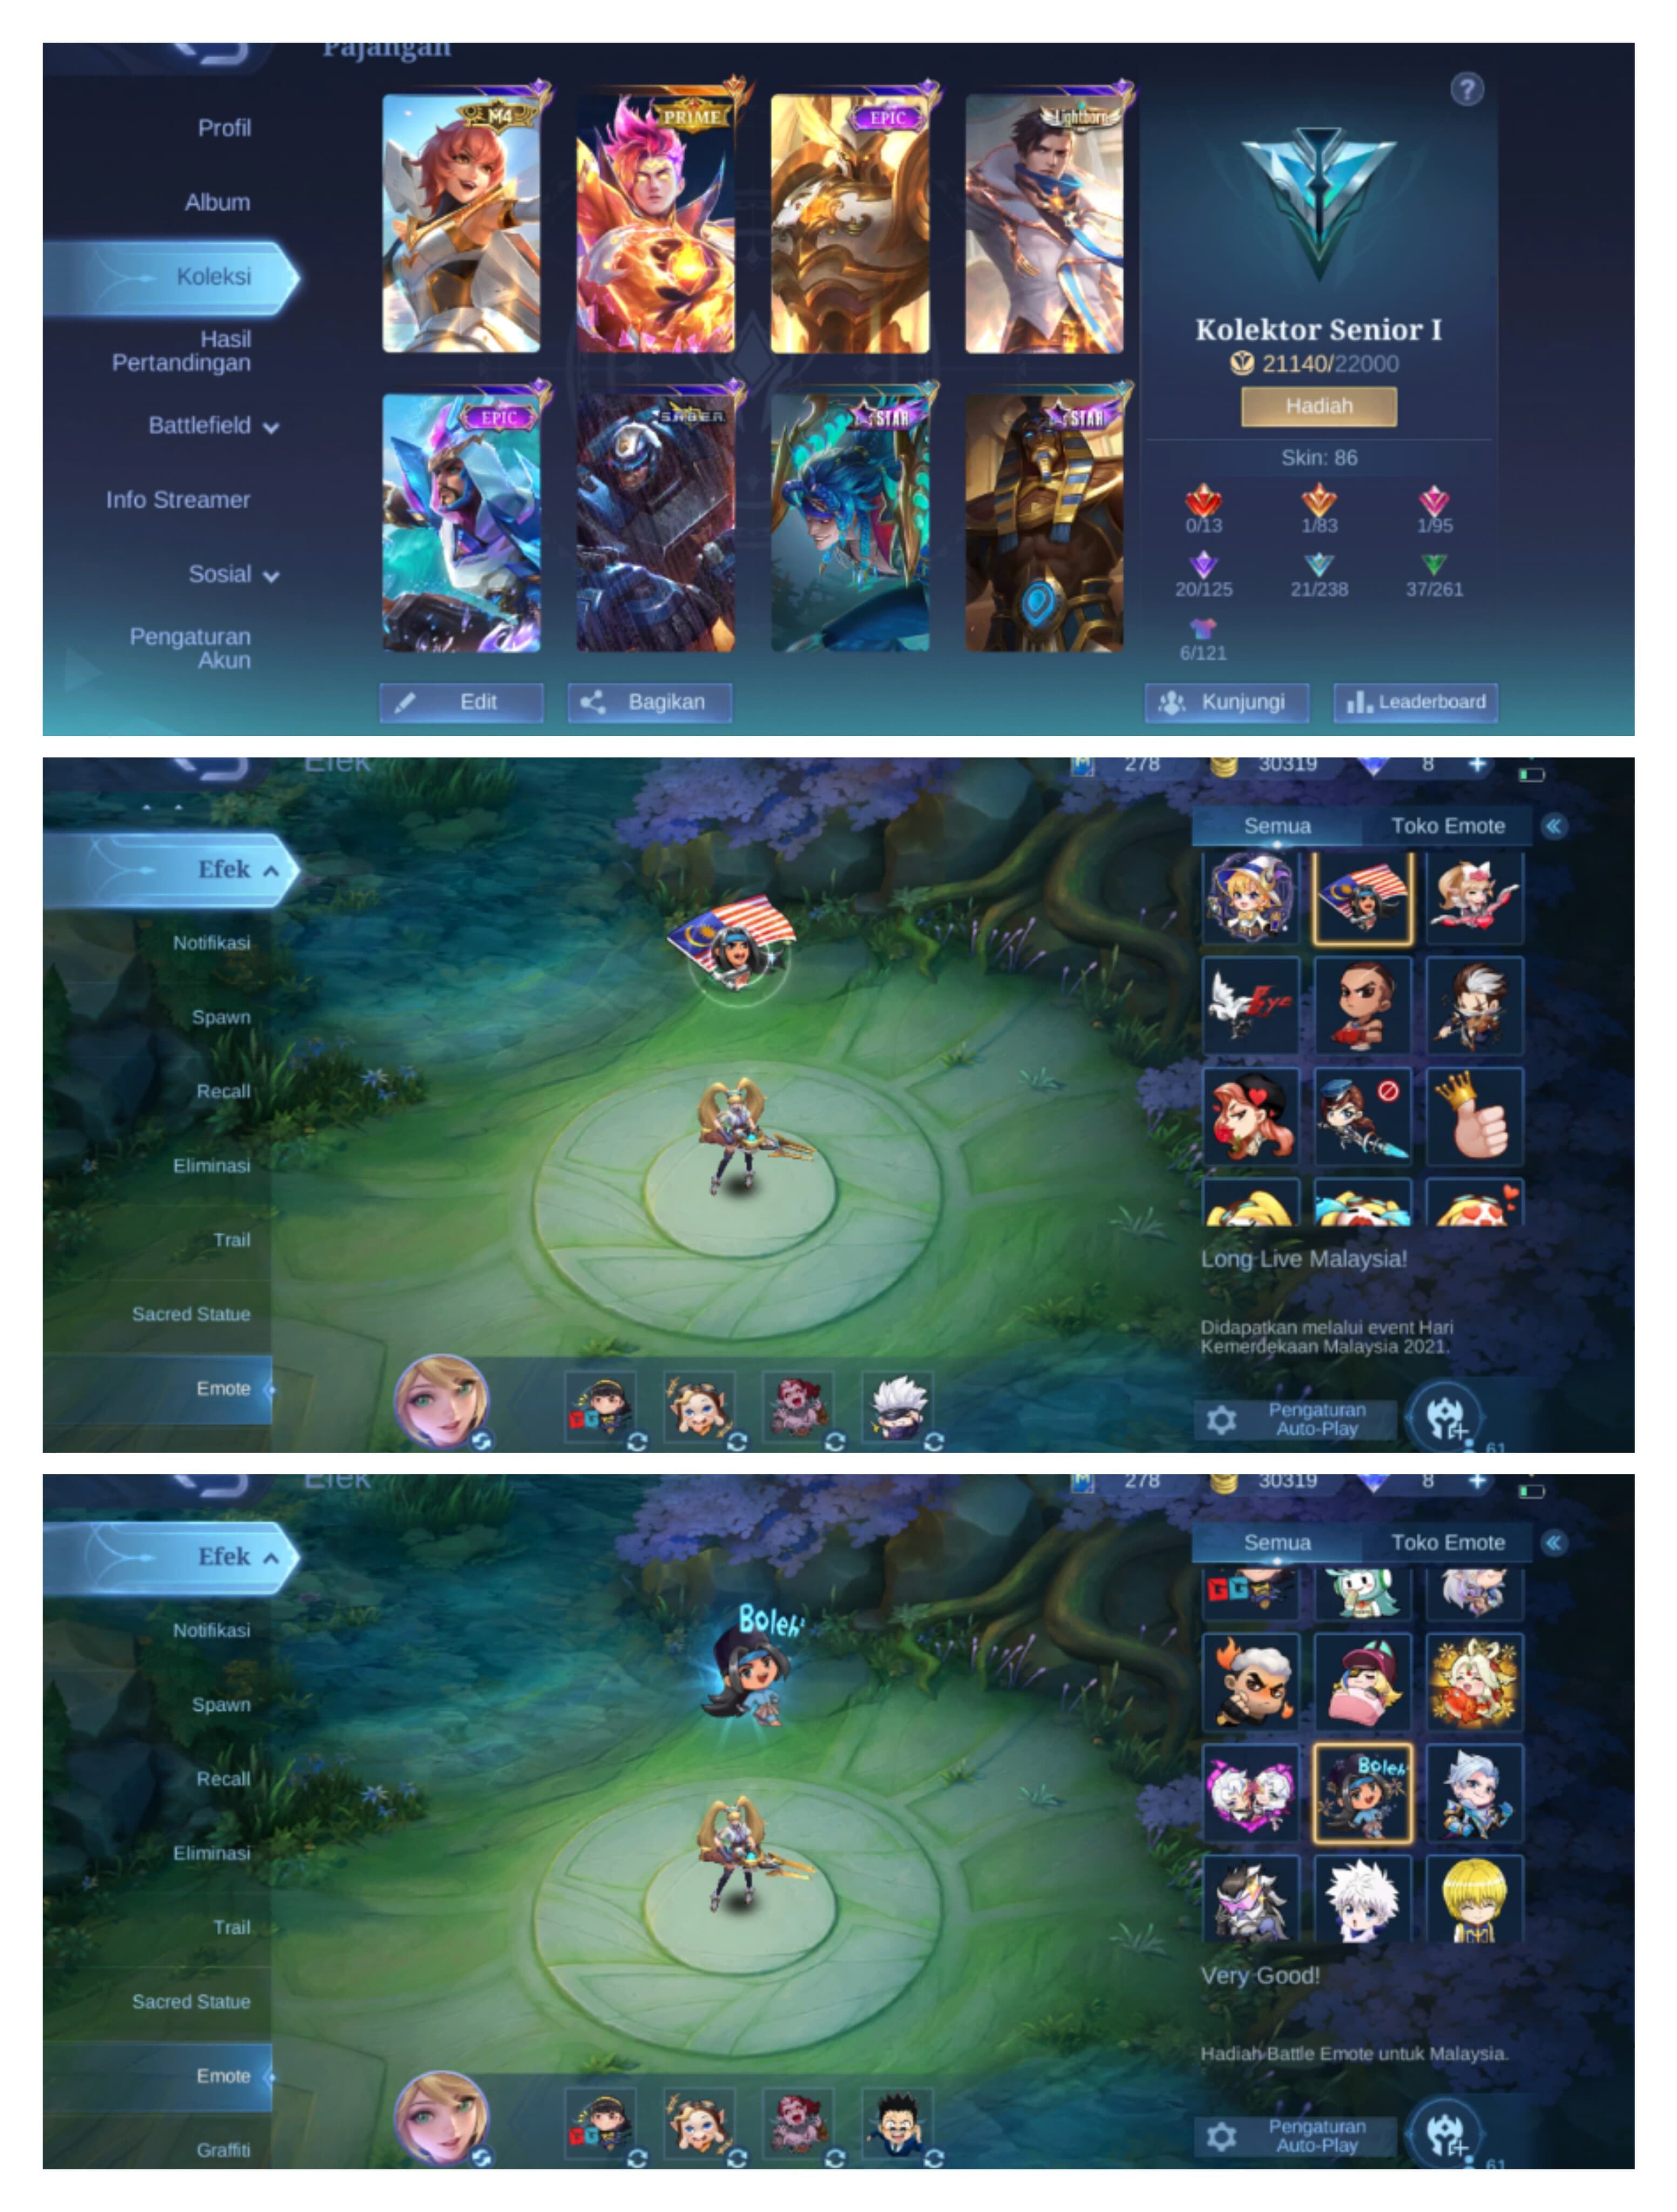 Pajangan
Profil
Album
Koleksi
Hasil
Pertandingan
Battlefield
Info Streamer
Sosial
Pengaturan
Akun
M4
PRIME
EPIC
Lightborn
EPIC
S.A.B.E.R.
STAR
STAR
Edit
Bagikan
?
Kolektor Senior I
21140/22000
Hadiah
Skin: 86
0/13
1/83
1/95
20/125
21/238
37/261
6/121
Kunjungi
Leaderboard
Efek
278
30319
8
Efek
Notifikasi
Spawn
Recall
Eliminasi
Trail
Sacred Statue
Emote
GG
Semua
Toko Emote
Bye
Long Live Malaysia!
Didapatkan melalui event Hari
Kemerdekaan Malaysia 2021.
Pengaturan
Auto-Play
61
Efek
278
30319
8
Efek
Notifikasi
Spawn
Recall
Eliminasi
Trail
Sacred Statue
Emote
Graffiti
Boleh
GG
Semua
Toko Emote
GG
Boleh
Very Good!
Hadiah Battle Emote untuk Malaysia.
Pengaturan
Auto-Play
61